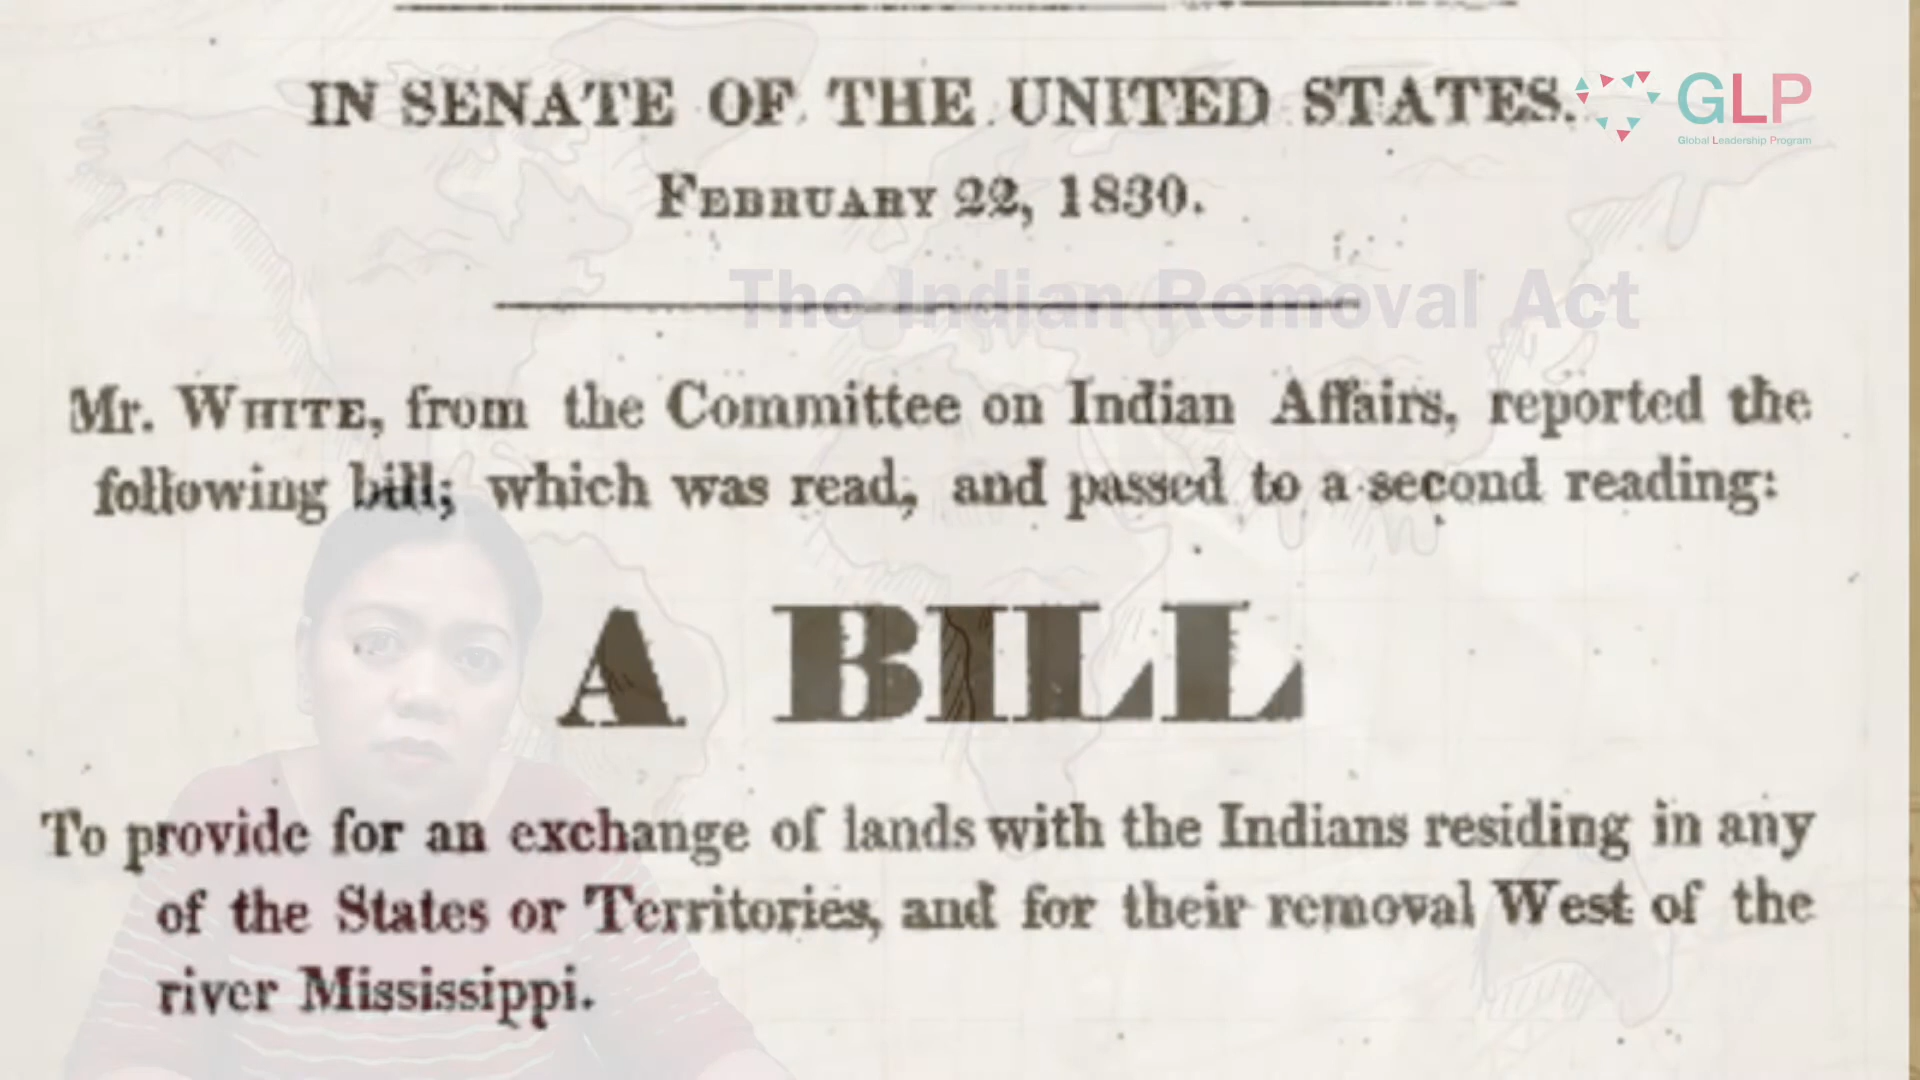 IN SENATE OF THE UNITED STATES.
GLP
Global Leadership Program
FEBRUARY 22, 1830.
The Indian Removal Act
Mr. WHITE, from the Committee on Indian Affairs, reported the
following bill; which was read, and passed to a second reading:
A BILL
To provide for an exchange of lands with the Indians residing in any
of the States or Territories, and for their removal West of the
river Mississippi.